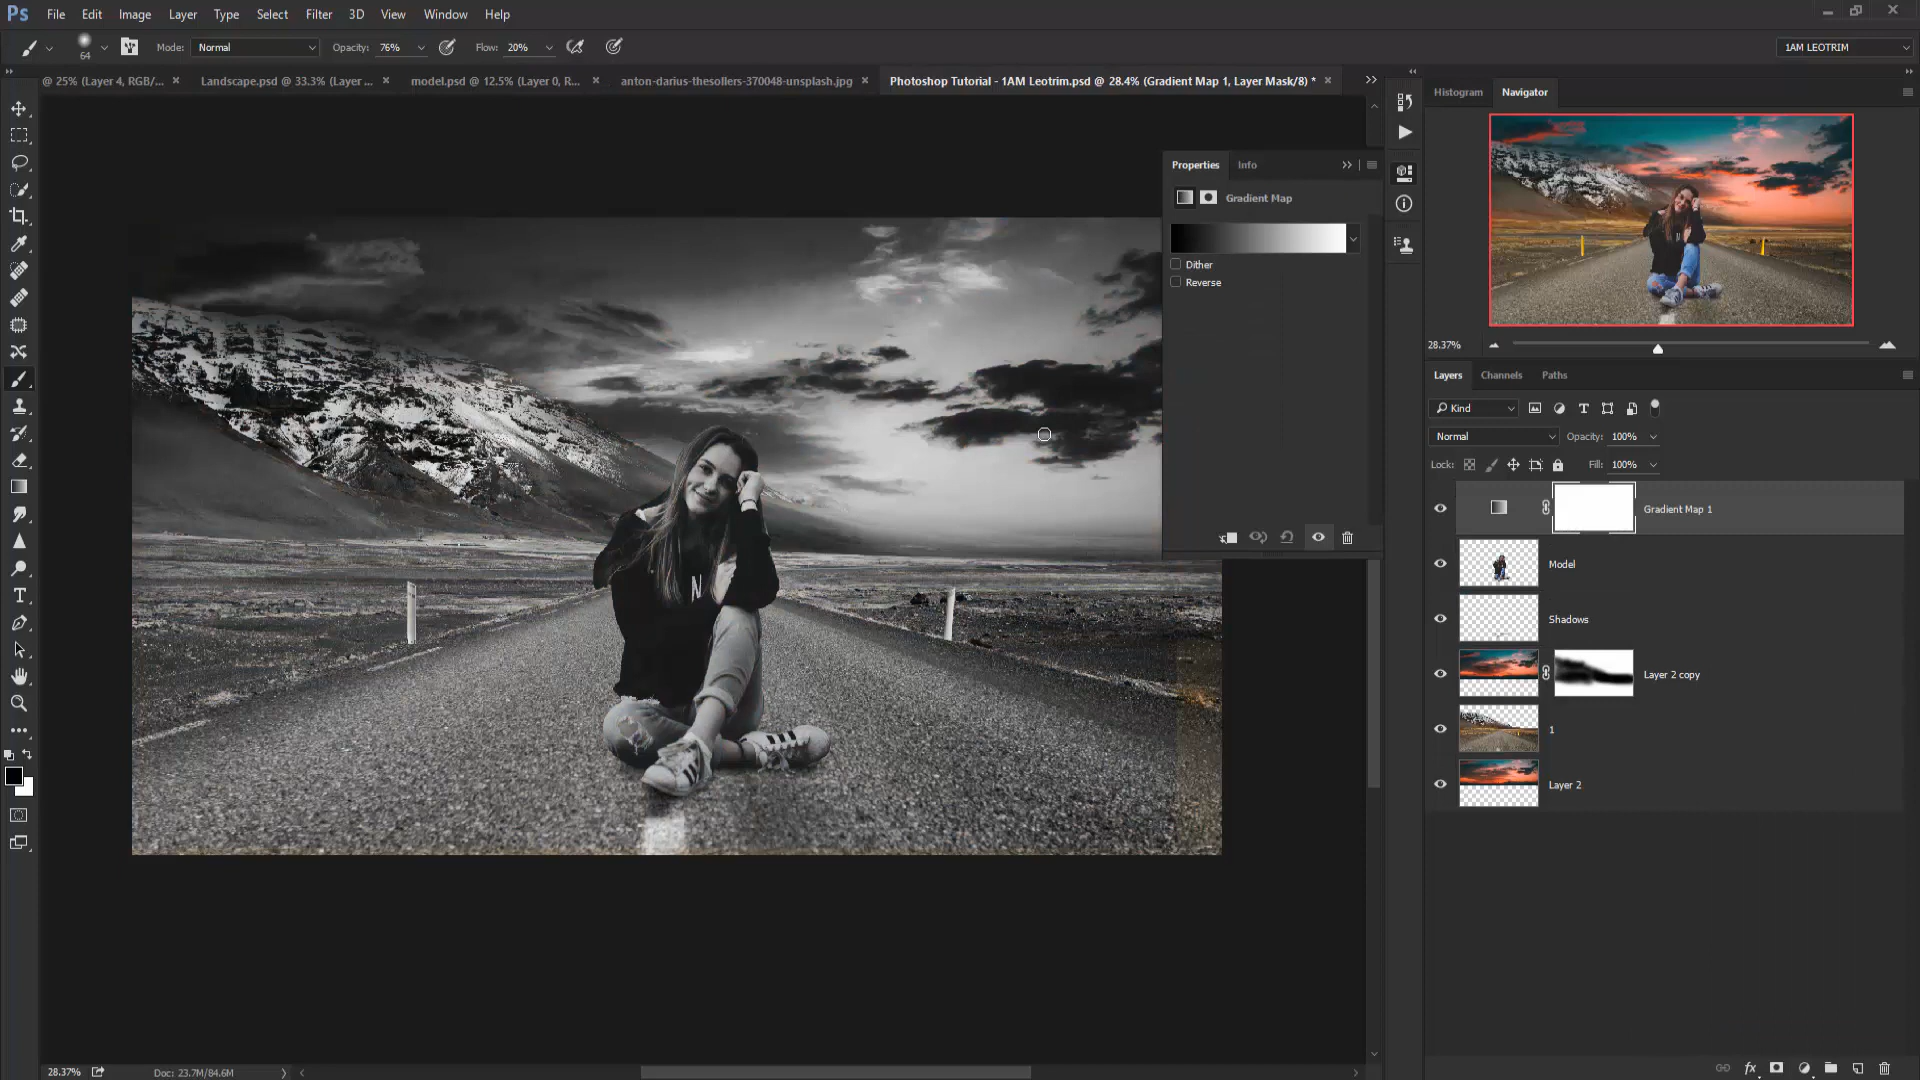 Ps File Edit Image Layer Type Select Filter 3D View Window Help
64 Mode: Normal Opacity: 76% Flow: 20% 1AM LEOTRIM
@ 25% (Layer 4, RGB/... × Landscape.psd @ 33.3% (Layer ... × model.psd @ 12.5% (Layer 0, R... × anton-darius-thesollers-370048-unsplash.jpg × Photoshop Tutorial - 1AM Leotrim.psd @ 28.4% (Gradient Map 1, Layer Mask/8) * ×
Histogram Navigator
Properties Info
Gradient Map
Dither
Reverse
28.37%
Layers Channels Paths
Kind
Normal Opacity: 100%
Lock: Fill: 100%
Gradient Map 1
Model
Shadows
Layer 2 copy
1
Layer 2
N
28.37% Doc: 23.7M/84.6M